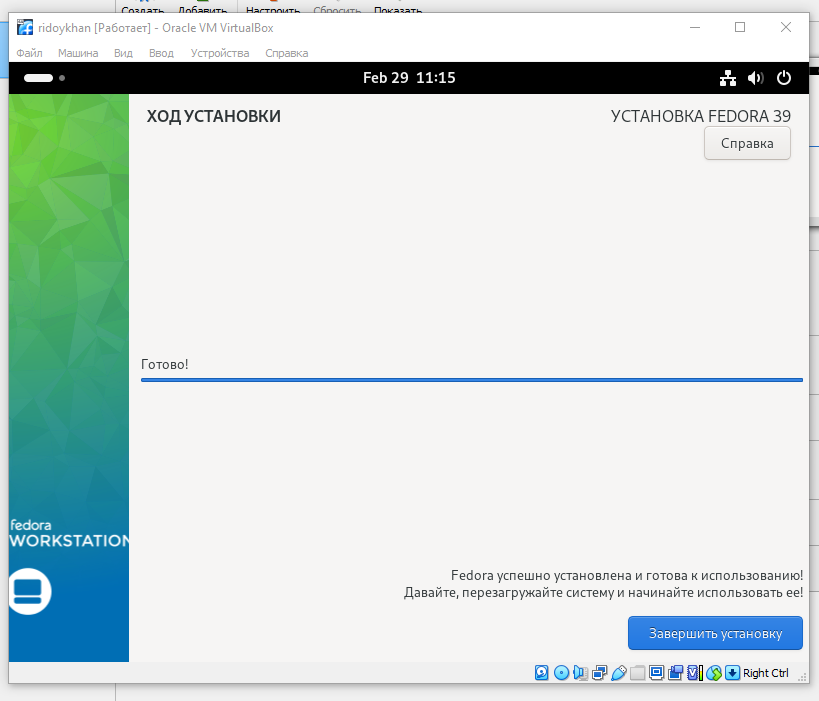 Создать Добавить Настроить Сбросить Показать
ridoykhan [Работает] - Oracle VM VirtualBox
Файл Машина Вид Ввод Устройства Справка
Feb 29 11:15
ХОД УСТАНОВКИ
УСТАНОВКА FEDORA 39
Справка
Готово!
fedora
WORKSTATION
Fedora успешно установлена и готова к использованию!
Давайте, перезагружайте систему и начинайте использовать ее!
Завершить установку
Right Ctrl